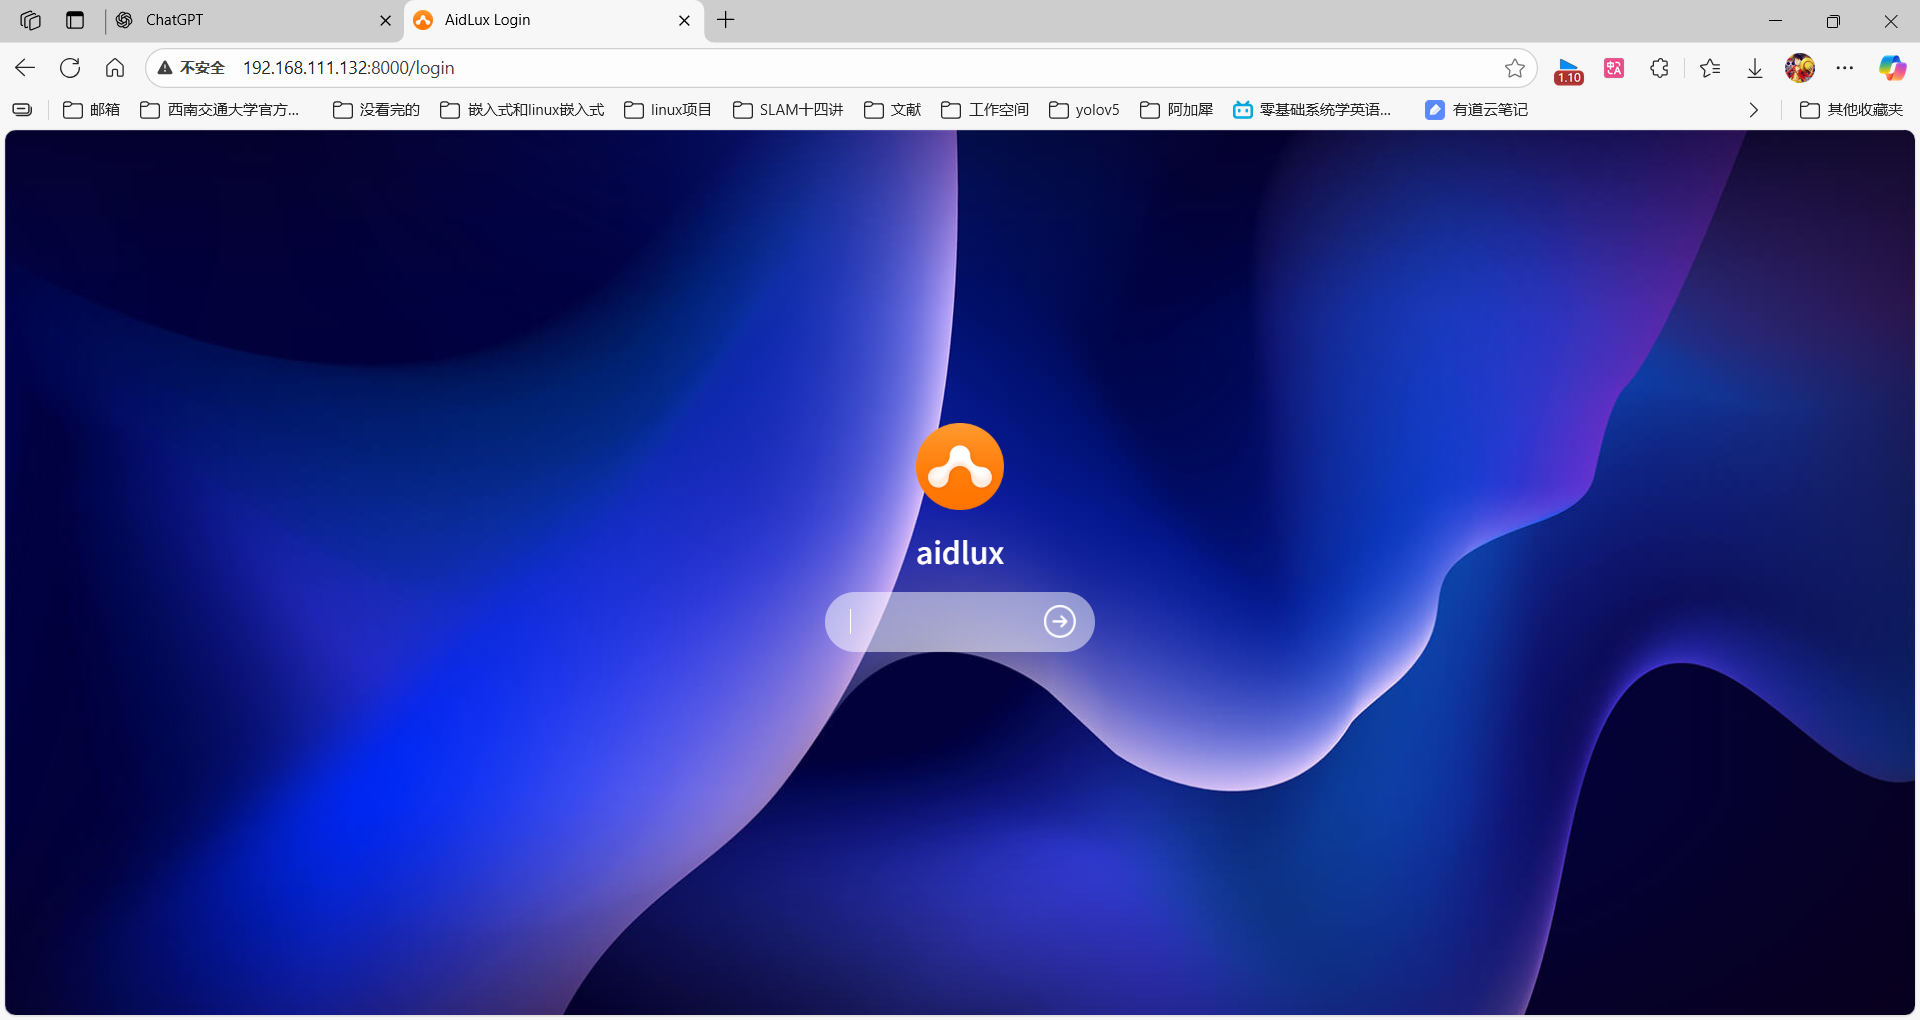 ChatGPT
AidLux Login
不安全 192.168.111.132:8000/login
1.10
邮箱 西南交通大学官方... 没看完的 嵌入式和linux嵌入式 linux项目 SLAM十四讲 文献 工作空间 yolov5 阿加犀 零基础系统学英语... 有道云笔记 其他收藏夹
aidlux